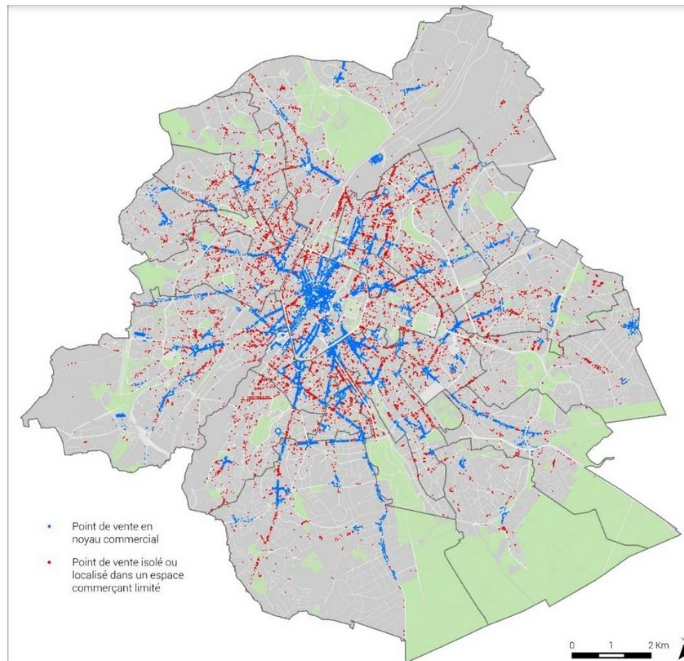 Point de vente en
noyau commercial
Point de vente isolé ou
localisé dans un espace
commerçant limité
0 1 2 Km